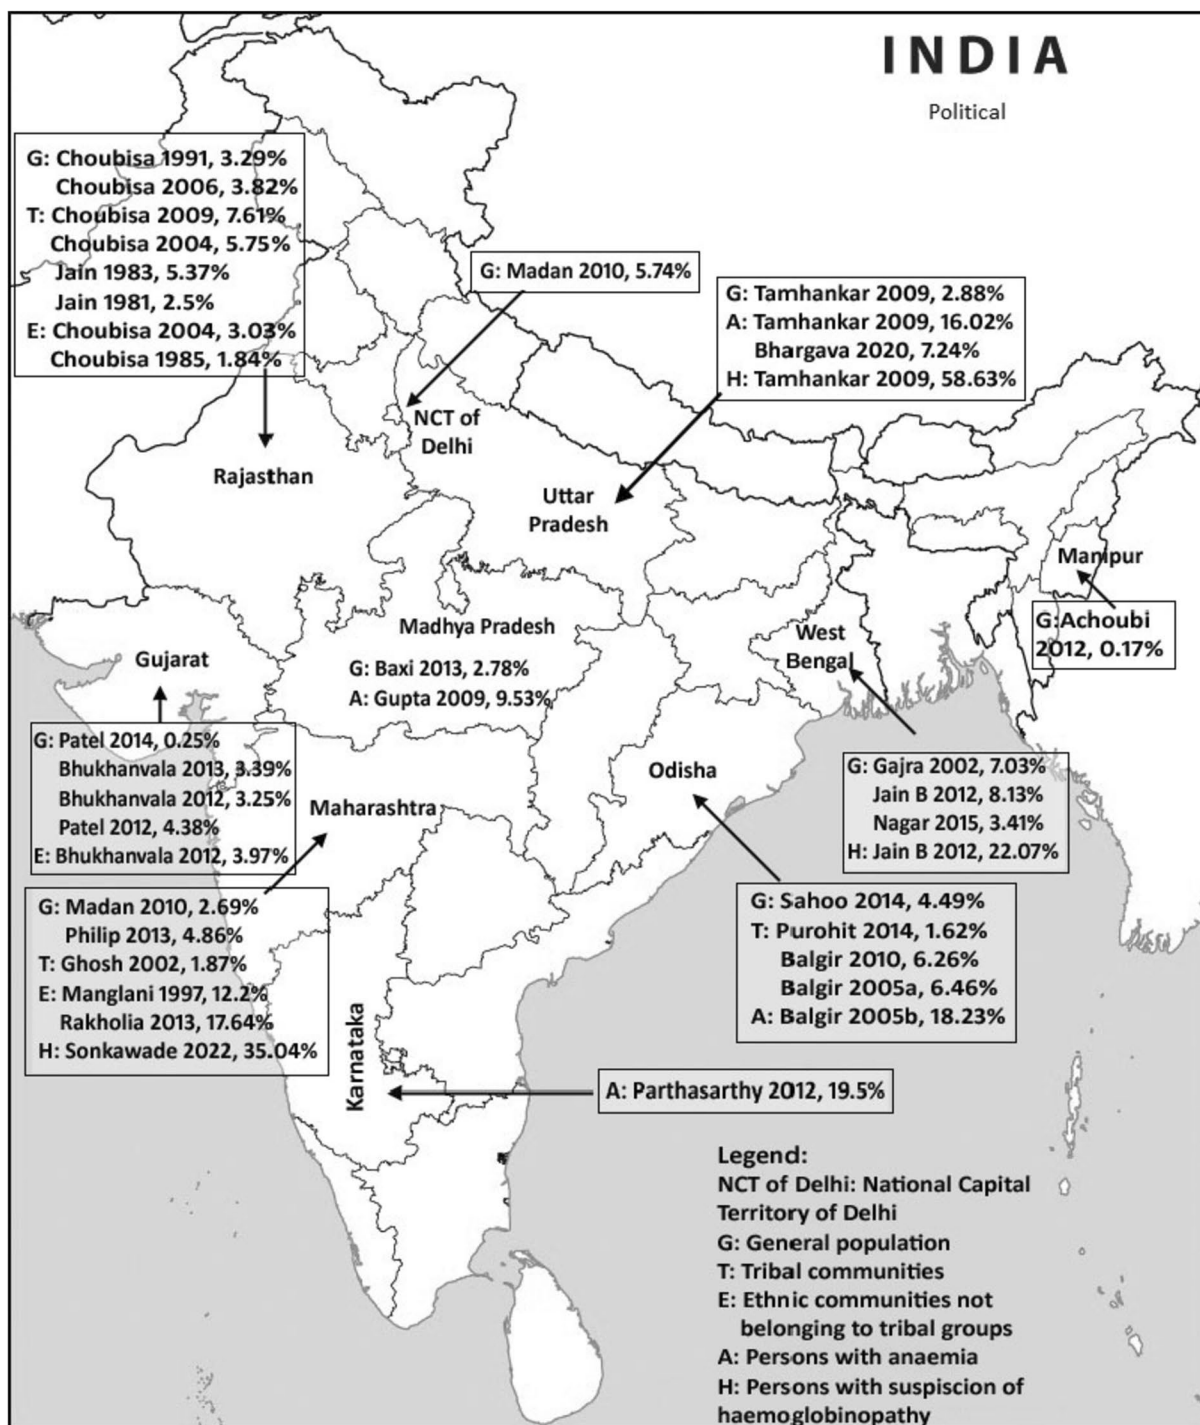 INDIA
Political
G: Choubisa 1991, 3.29%
Choubisa 2006, 3.82%
T: Choubisa 2009, 7.61%
Choubisa 2004, 5.75%
Jain 1983, 5.37%
Jain 1981, 2.5%
E: Choubisa 2004, 3.03%
Choubisa 1985, 1.84%
G: Madan 2010, 5.74%
G: Tamhankar 2009, 2.88%
A: Tamhankar 2009, 16.02%
Bhargava 2020, 7.24%
H: Tamhankar 2009, 58.63%
NCT of
Delhi
Rajasthan
Uttar
Pradesh
Manipur
G:Achoubi
2012, 0.17%
Madhya Pradesh
G: Baxi 2013, 2.78%
A: Gupta 2009, 9.53%
West
Bengal
Gujarat
G: Patel 2014, 0.25%
Bhukhanvala 2013, 3.39%
Bhukhanvala 2012, 3.25%
Patel 2012, 4.38%
E: Bhukhanvala 2012, 3.97%
Maharashtra
Odisha
G: Gajra 2002, 7.03%
Jain B 2012, 8.13%
Nagar 2015, 3.41%
H: Jain B 2012, 22.07%
G: Madan 2010, 2.69%
Philip 2013, 4.86%
T: Ghosh 2002, 1.87%
E: Manglani 1997, 12.2%
Rakholia 2013, 17.64%
H: Sonkawade 2022, 35.04%
G: Sahoo 2014, 4.49%
T: Purohit 2014, 1.62%
Balgir 2010, 6.26%
Balgir 2005a, 6.46%
A: Balgir 2005b, 18.23%
Karnataka
A: Parthasarthy 2012, 19.5%
Legend:
NCT of Delhi: National Capital
Territory of Delhi
G: General population
T: Tribal communities
E: Ethnic communities not
belonging to tribal groups
A: Persons with anaemia
H: Persons with suspiscion of
haemoglobinopathy